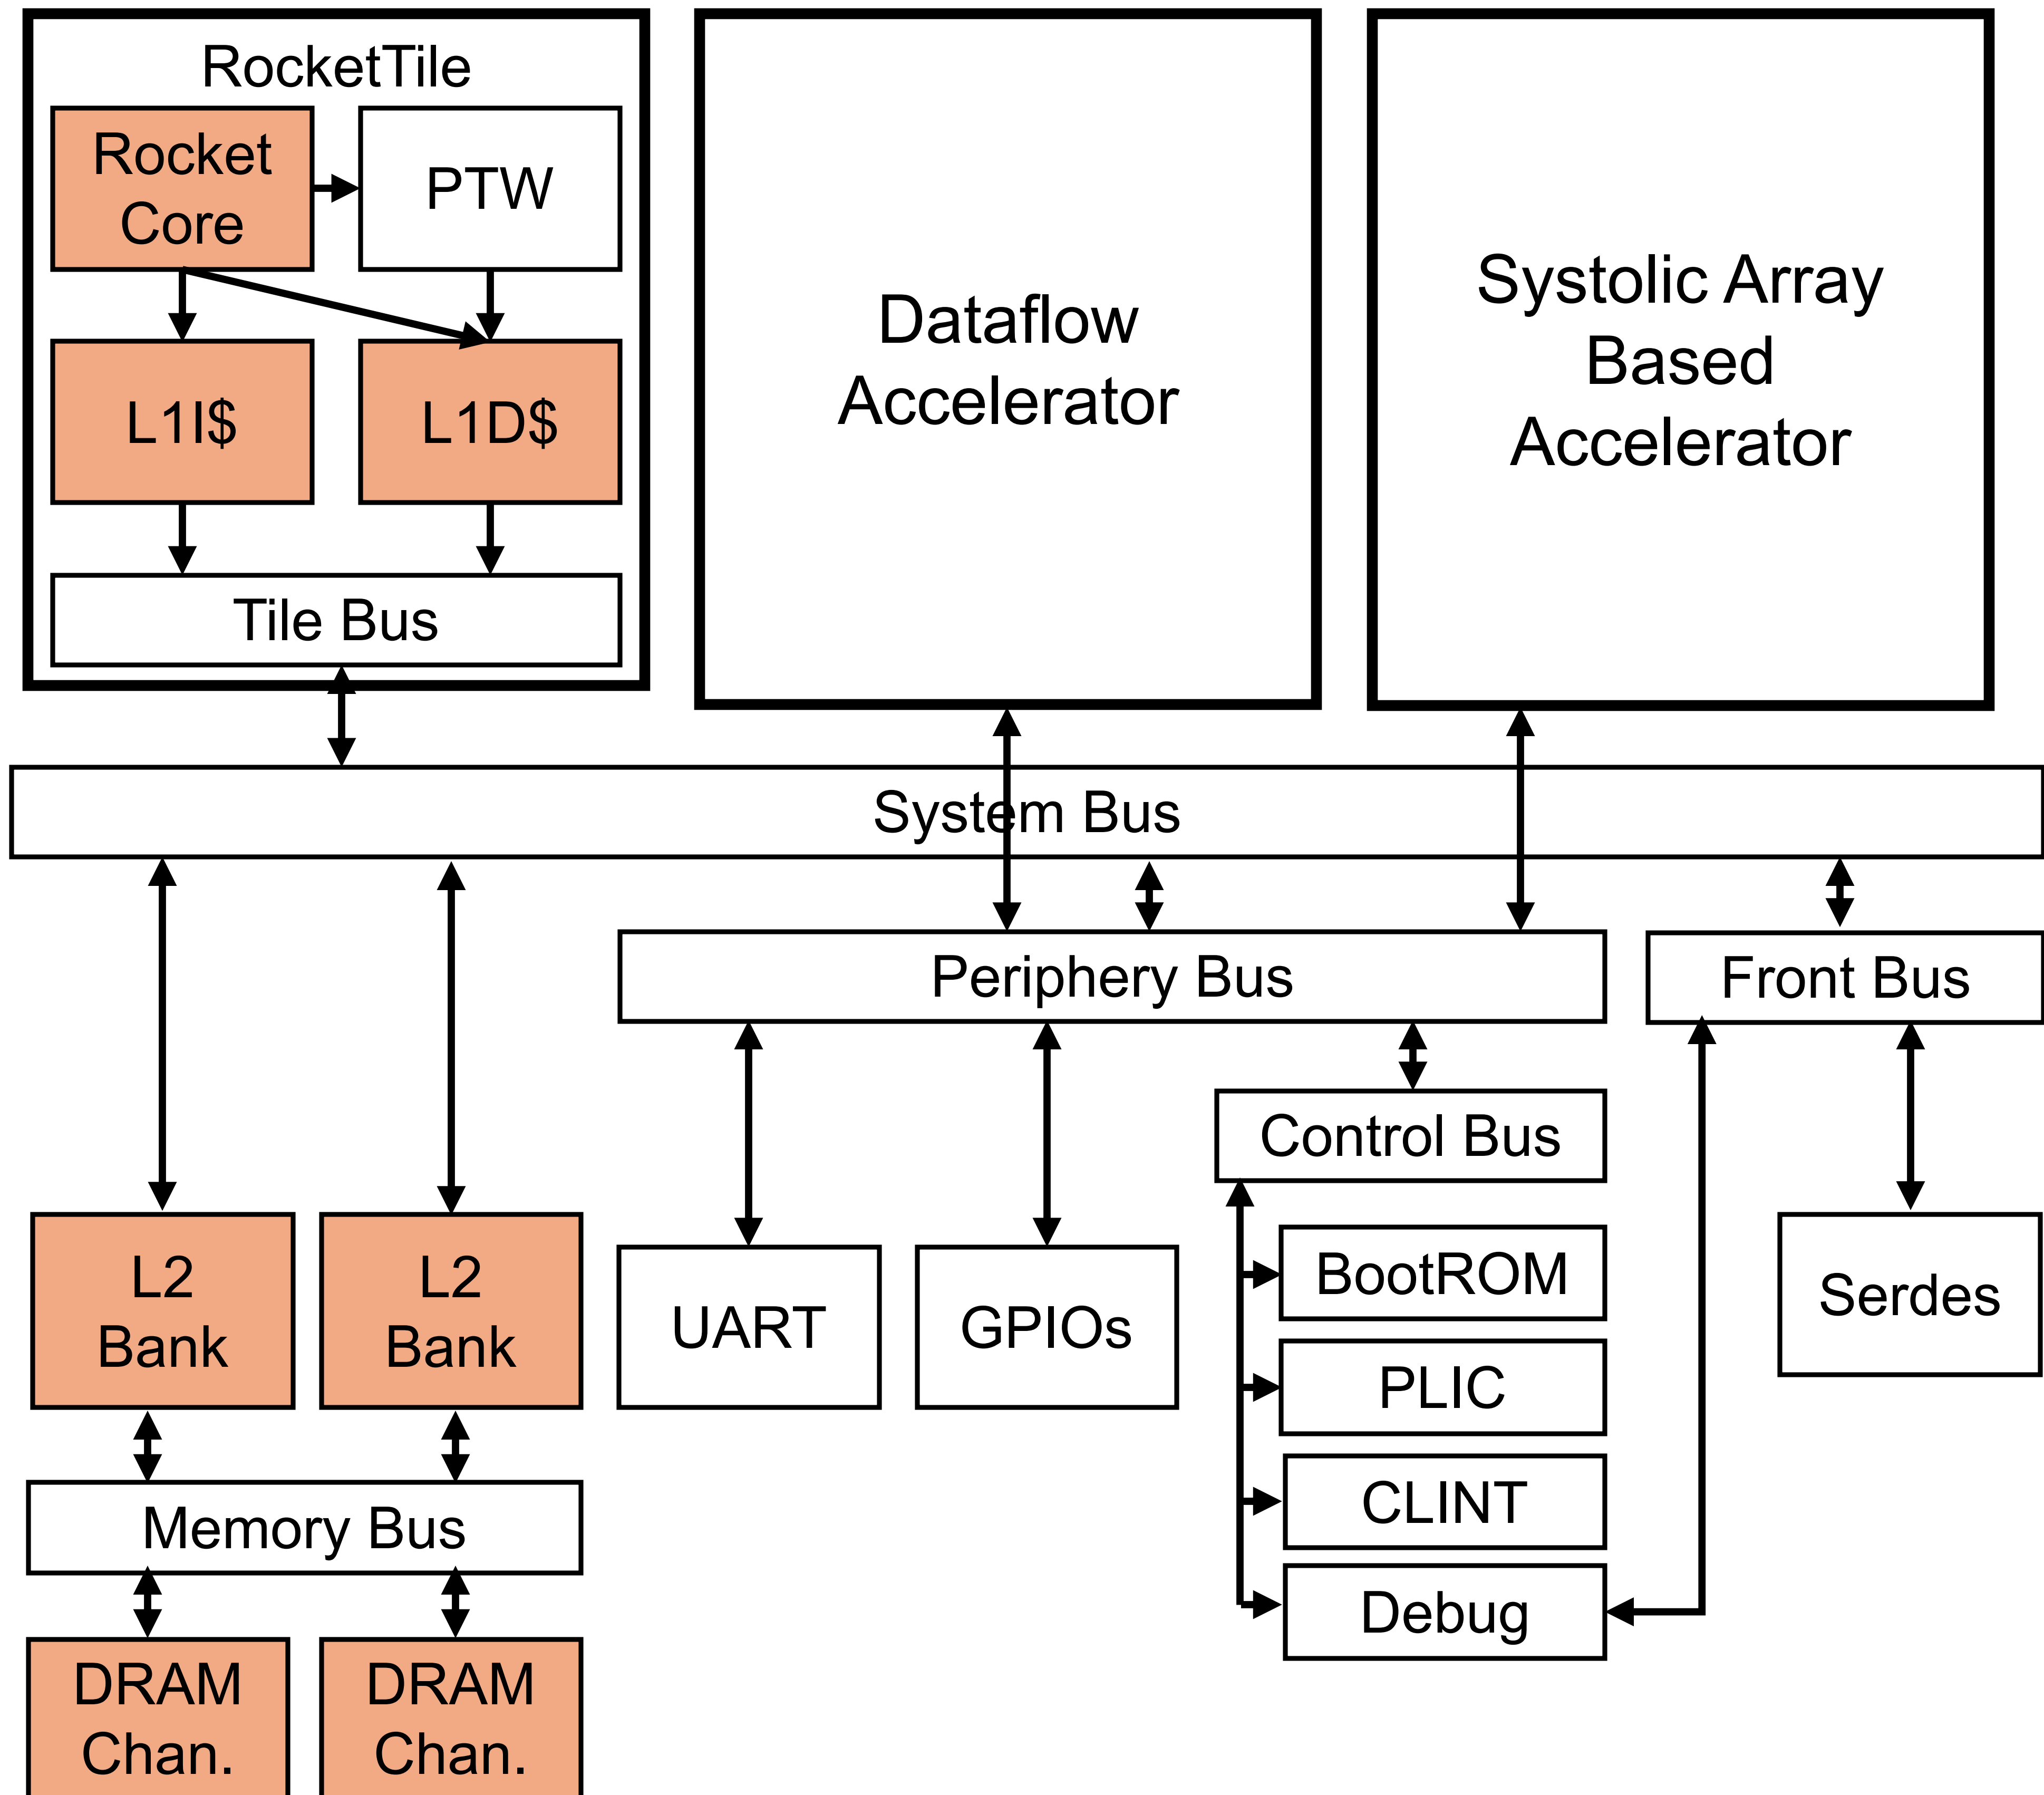 RocketTile
Rocket
Core
PTW
L1I$
L1D$
Tile Bus
Dataflow
Accelerator
Systolic Array
Based
Accelerator
System Bus
Periphery Bus
Front Bus
Control Bus
L2
Bank
L2
Bank
UART
GPIOs
BootROM
PLIC
CLINT
Debug
Serdes
Memory Bus
DRAM
Chan.
DRAM
Chan.